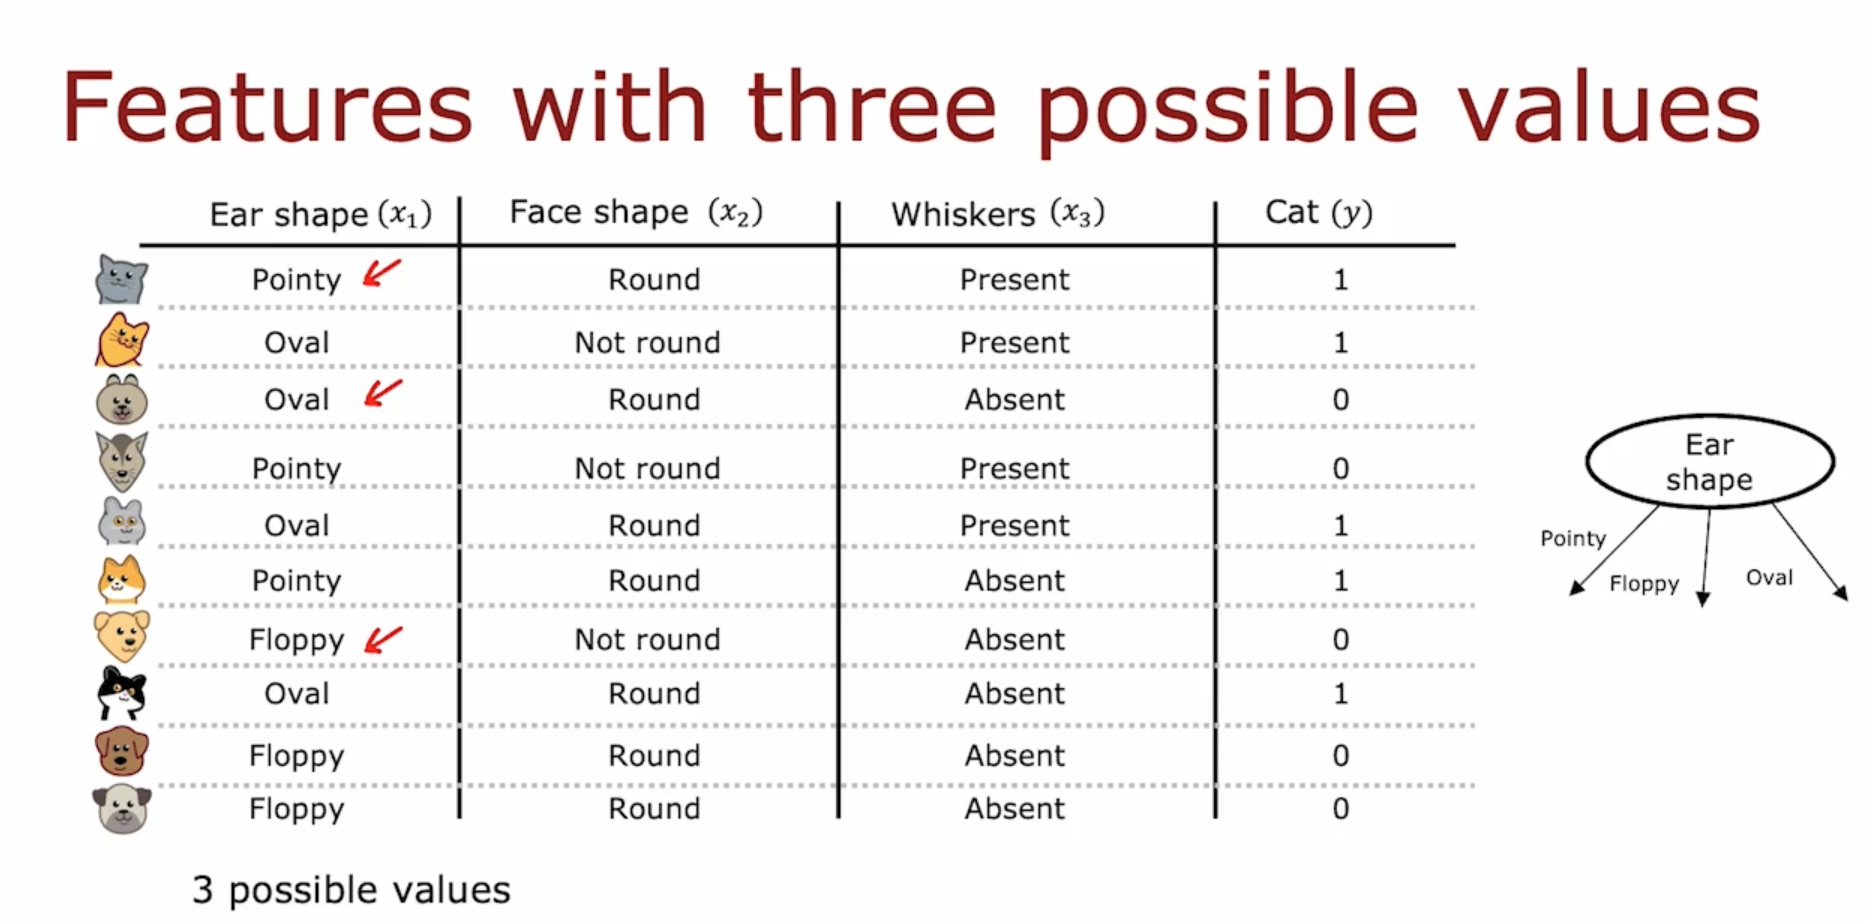 Features with three possible values
Ear shape (x₁) Face shape (x₂) Whiskers (x₃) Cat (y)
Pointy Round Present 1
Oval Not round Present 1
Oval Round Absent 0
Pointy Not round Present 0
Oval Round Present 1
Pointy Round Absent 1
Floppy Not round Absent 0
Oval Round Absent 1
Floppy Round Absent 0
Floppy Round Absent 0
3 possible values
Ear
shape
Pointy
Floppy
Oval